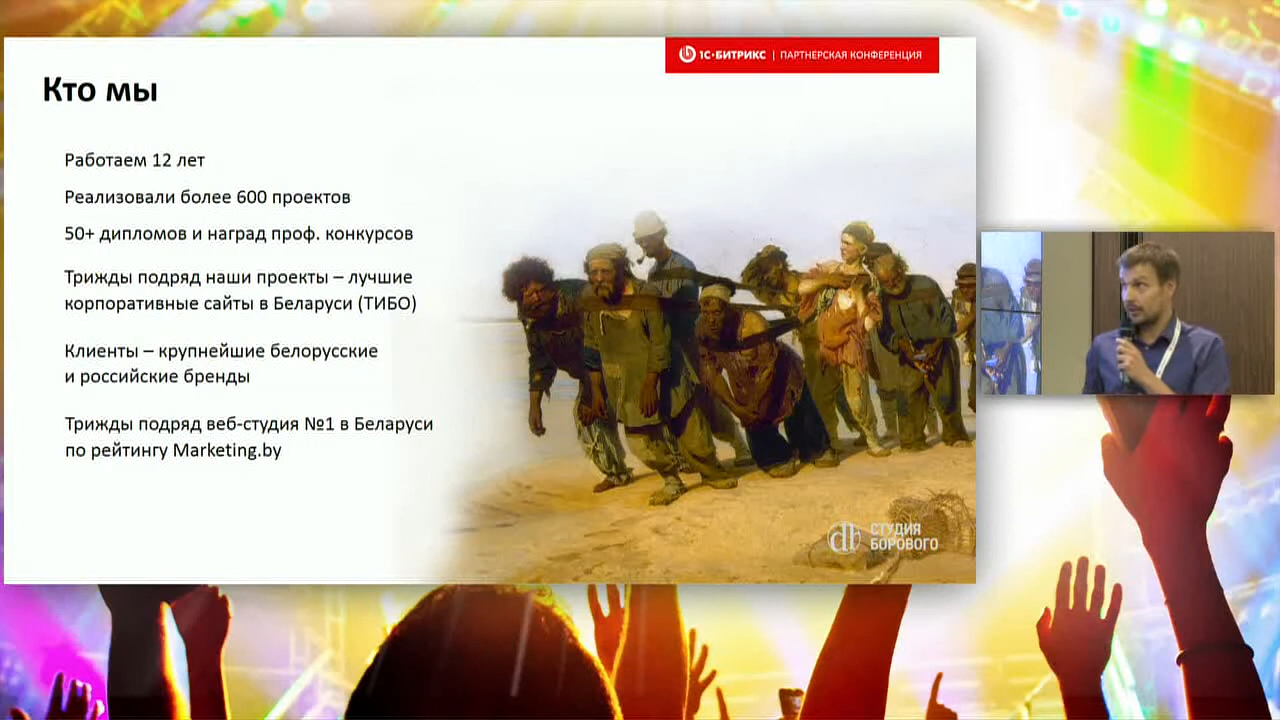 1С·БИТРИКС | ПАРТНЕРСКАЯ КОНФЕРЕНЦИЯ
Кто мы
Работаем 12 лет
Реализовали более 600 проектов
50+ дипломов и наград проф. конкурсов
Трижды подряд наши проекты – лучшие
корпоративные сайты в Беларуси (ТИБО)
Клиенты – крупнейшие белорусские
и российские бренды
Трижды подряд веб-студия №1 в Беларуси
по рейтингу Marketing.by
СТУДИЯ
БОРОВОГО